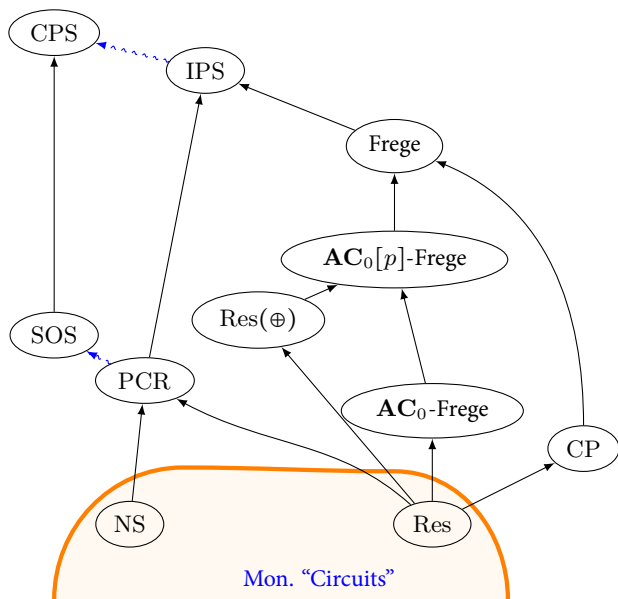 CPS
IPS
Frege
AC₀[p]-Frege
Res(⊕)
SOS
PCR
AC₀-Frege
CP
NS
Res
Mon. “Circuits”